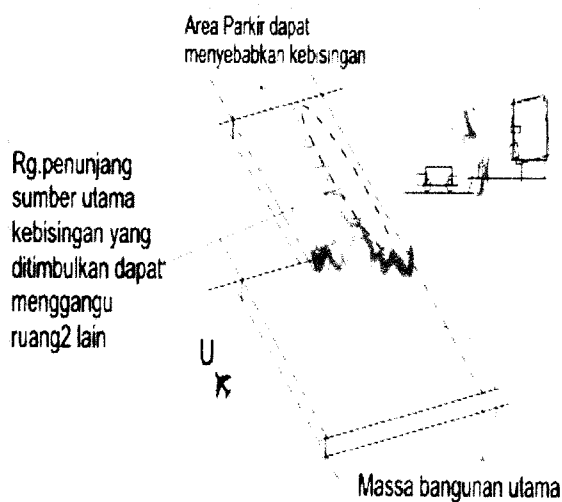 Area Parkir dapat
menyebabkan kebisingan
Rg.penunjang
sumber utama
kebisingan yang
ditimbulkan dapat
menggangu
ruang2 lain
U
Massa bangunan utama